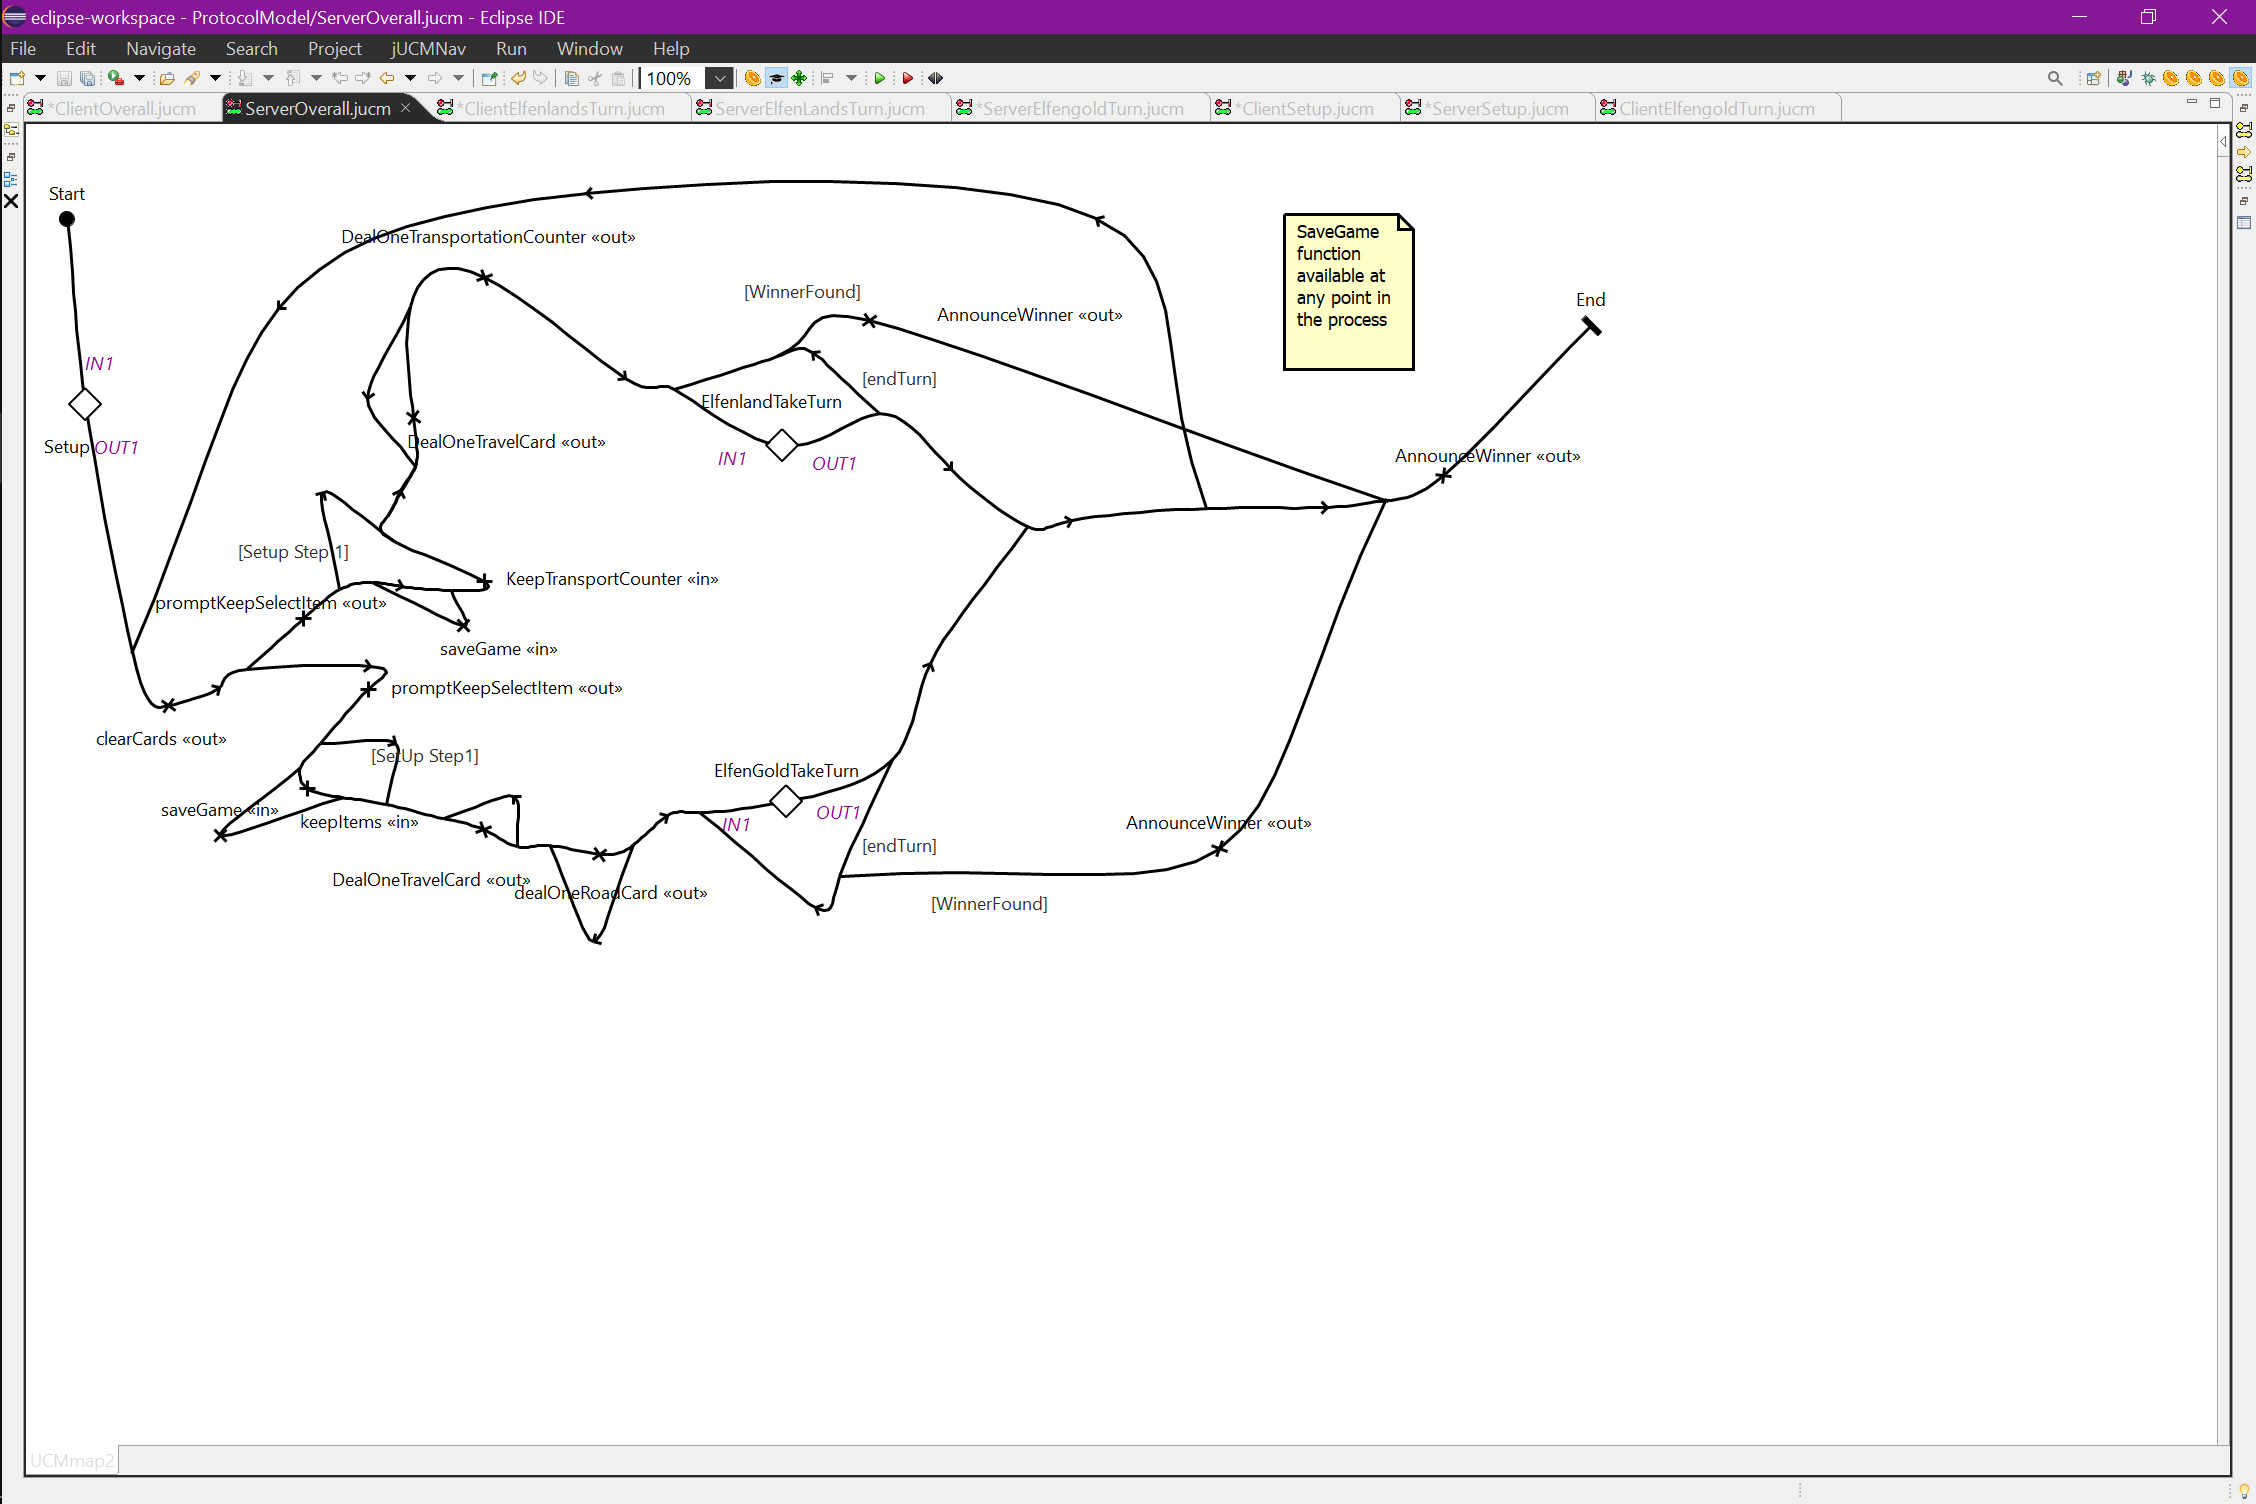 eclipse-workspace - ProtocolModel/ServerOverall.jucm - Eclipse IDE
File Edit Navigate Search Project jUCMNav Run Window Help
100%
*ClientOverall.jucm ServerOverall.jucm *ClientElfenlandsTurn.jucm ServerElfenLandsTurn.jucm *ServerElfengoldTurn.jucm *ClientSetup.jucm *ServerSetup.jucm ClientElfengoldTurn.jucm
Start
DealOneTransportationCounter «out»
SaveGame
function
available at
any point in
the process
[WinnerFound]
End
AnnounceWinner «out»
IN1
[endTurn]
ElfenlandTakeTurn
DealOneTravelCard «out»
Setup OUT1
IN1
OUT1
AnnounceWinner «out»
[Setup Step 1]
KeepTransportCounter «in»
promptKeepSelectItem «out»
saveGame «in»
promptKeepSelectItem «out»
clearCards «out»
[SetUp Step1]
ElfenGoldTakeTurn
saveGame «in»
keepItems «in»
IN1
OUT1
AnnounceWinner «out»
[endTurn]
DealOneTravelCard «out»
dealOneRoadCard «out»
[WinnerFound]
UCMmap2